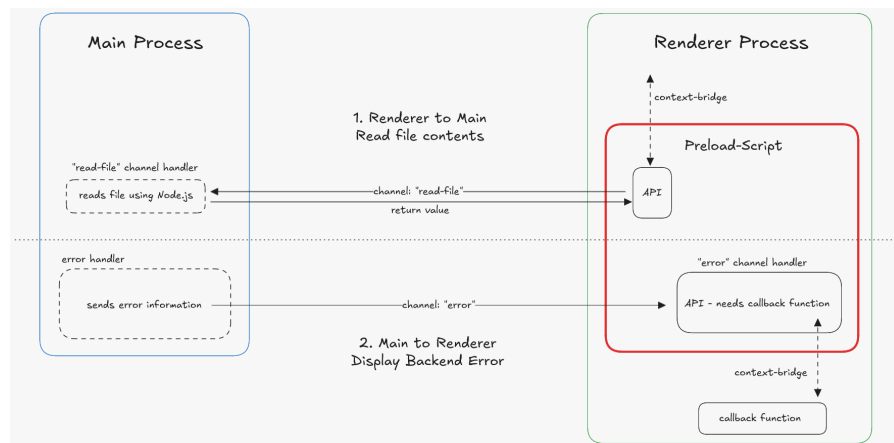 Main Process
Renderer Process
context-bridge
1. Renderer to Main
Read file contents
Preload-Script
"read-file" channel handler
reads file using Node.js
channel: "read-file"
API
return value
error handler
"error" channel handler
sends error information
channel: "error"
API - needs callback function
2. Main to Renderer
Display Backend Error
context-bridge
callback function